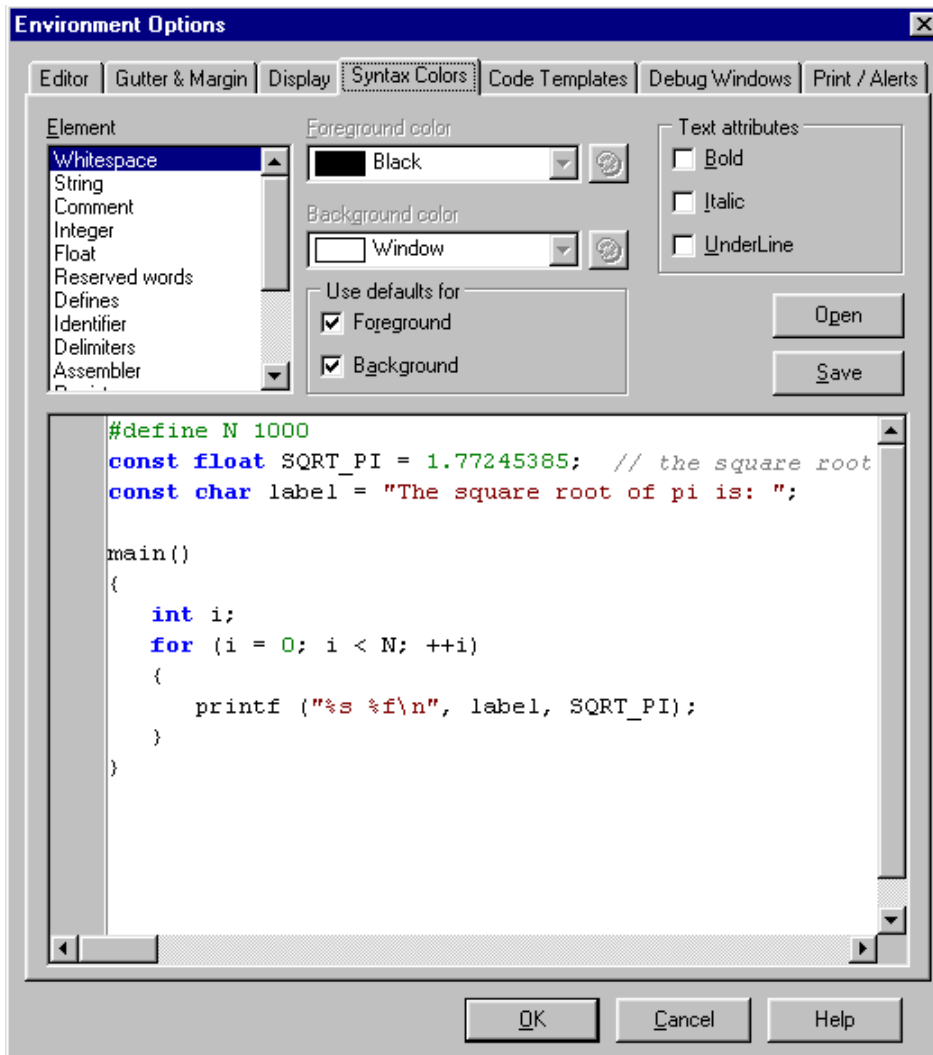 Environment Options
Editor Gutter & Margin Display Syntax Colors Code Templates Debug Windows Print / Alerts
Element
Whitespace
String
Comment
Integer
Float
Reserved words
Defines
Identifier
Delimiters
Assembler
Foreground color
Black
Background color
Window
Use defaults for
Foreground
Background
Text attributes
Bold
Italic
UnderLine
Open
Save
#define N 1000
const float SQRT_PI = 1.77245385;  // the square root
const char label = "The square root of pi is: ";
main()
{
   int i;
   for (i = 0; i < N; ++i)
   {
      printf ("%s %f\n", label, SQRT_PI);
   }
}
OK Cancel Help